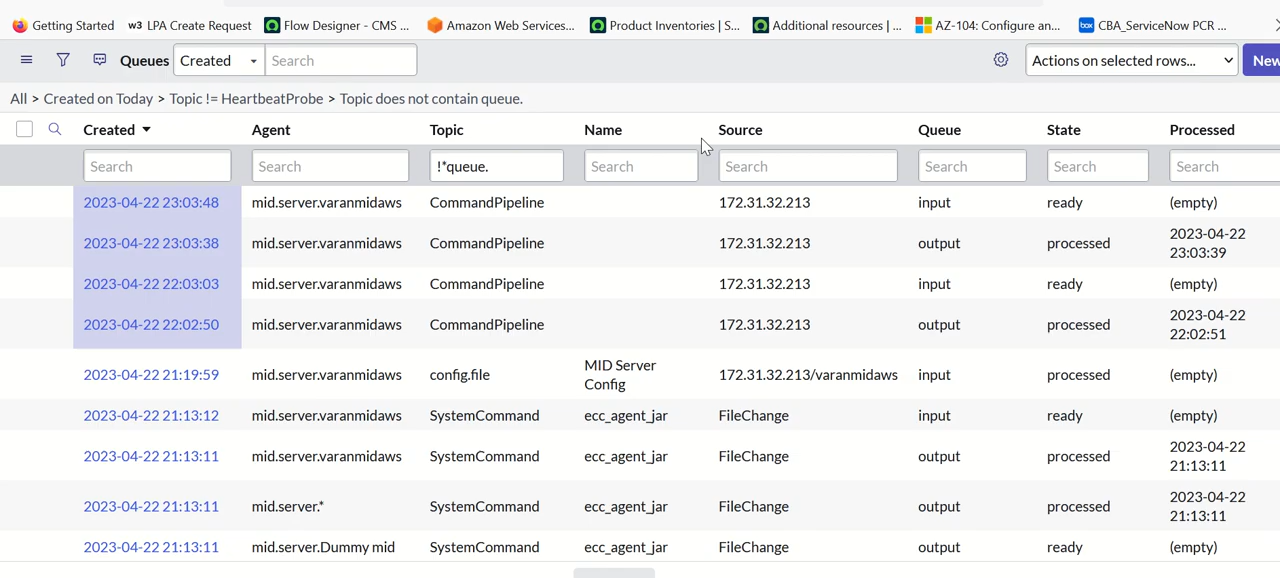 Getting Started w3 LPA Create Request Flow Designer - CMS ... Amazon Web Services... Product Inventories | S... Additional resources | ... AZ-104: Configure an... box CBA_ServiceNow PCR ...
Queues Created Search Actions on selected rows... New
All > Created on Today > Topic != HeartbeatProbe > Topic does not contain queue.
Created Agent Topic Name Source Queue State Processed
Search Search !*queue. Search Search Search Search Search
2023-04-22 23:03:48 mid.server.varanmidaws CommandPipeline 172.31.32.213 input ready (empty)
2023-04-22 23:03:38 mid.server.varanmidaws CommandPipeline 172.31.32.213 output processed 2023-04-22
23:03:39
2023-04-22 22:03:03 mid.server.varanmidaws CommandPipeline 172.31.32.213 input ready (empty)
2023-04-22 22:02:50 mid.server.varanmidaws CommandPipeline 172.31.32.213 output processed 2023-04-22
22:02:51
2023-04-22 21:19:59 mid.server.varanmidaws config.file MID Server
Config 172.31.32.213/varanmidaws input processed (empty)
2023-04-22 21:13:12 mid.server.varanmidaws SystemCommand ecc_agent_jar FileChange input ready (empty)
2023-04-22 21:13:11 mid.server.varanmidaws SystemCommand ecc_agent_jar FileChange output processed 2023-04-22
21:13:11
2023-04-22 21:13:11 mid.server.* SystemCommand ecc_agent_jar FileChange output processed 2023-04-22
21:13:11
2023-04-22 21:13:11 mid.server.Dummy mid SystemCommand ecc_agent_jar FileChange output ready (empty)